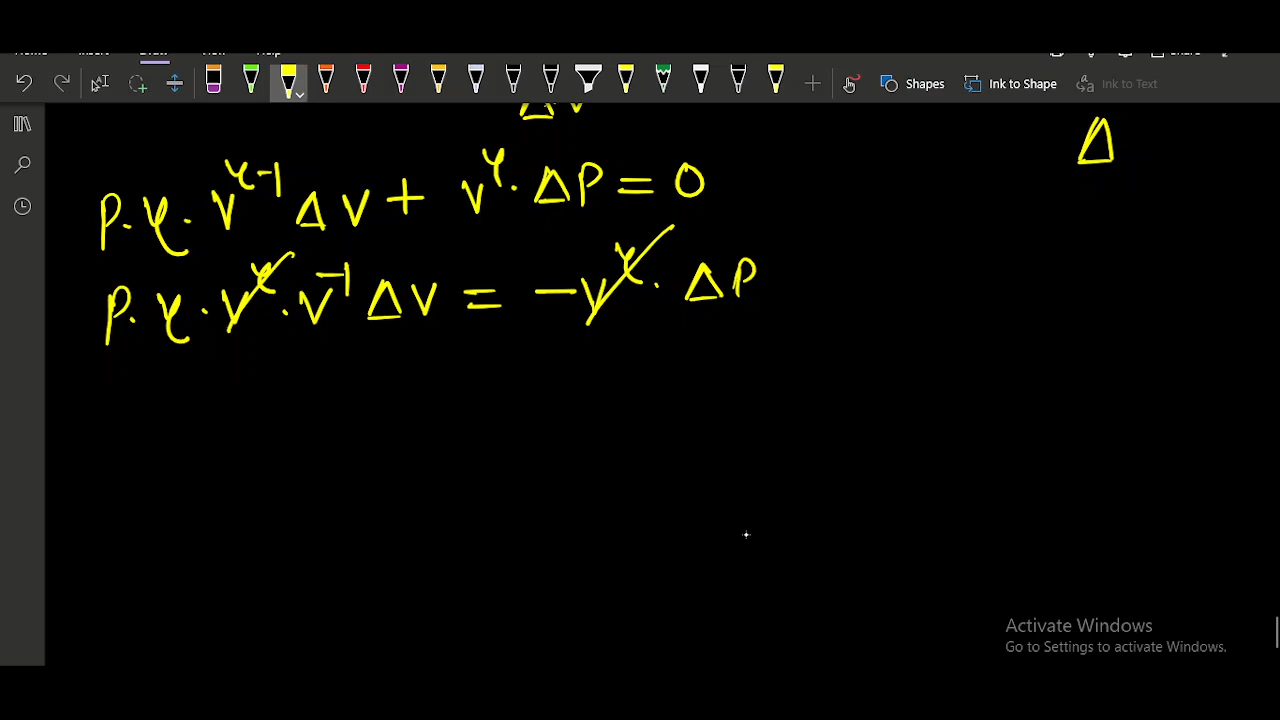 Shapes Ink to Shape Ink to Text
ΔV
Δ
P·γ·V^γ-1 ΔV + V^γ·ΔP = 0
P·γ·V^γ·V^-1 ΔV = -V^γ·ΔP
Activate Windows
Go to Settings to activate Windows.